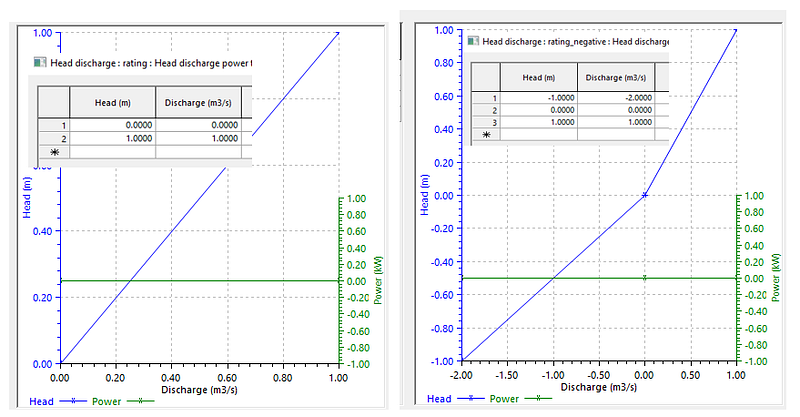 Head discharge : rating : Head discharge power t
Head (m) Discharge (m3/s)
1 0.0000 0.0000
2 1.0000 1.0000
1.00
0.40
0.20
0.00
Head (m)
1.00
0.80
0.60
0.40
0.20
0.00
-0.20
-0.40
-0.60
-0.80
-1.00
Power (kW)
0.00 0.20 0.40 0.60 0.80 1.00
Discharge (m3/s)
Head Power
Head discharge : rating_negative : Head discharge
Head (m) Discharge (m3/s)
1 -1.0000 -2.0000
2 0.0000 0.0000
3 1.0000 1.0000
1.00
0.80
0.60
0.40
0.20
0.00
-0.20
-0.40
-0.60
-0.80
-1.00
Head (m)
1.00
0.80
0.60
0.40
0.20
0.00
-0.20
-0.40
-0.60
-0.80
-1.00
Power (kW)
-2.00 -1.50 -1.00 -0.50 0.00 0.50 1.00
Discharge (m3/s)
Head Power